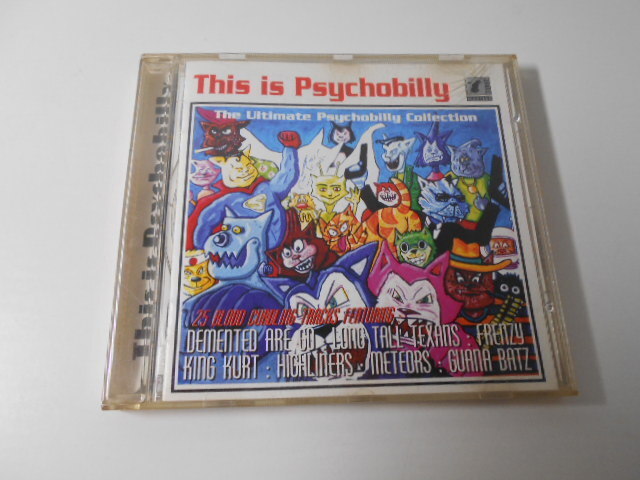 This is Psychobilly
The Ultimate Psychobilly Collection
This is Psychobilly
25 BLOOD CURDLING TRACKS FEATURING
DEMENTED ARE GO : LONG TALL TEXANS : FRENZY
KING KURT : HIGHLINERS : METEORS : GUANA BATZ